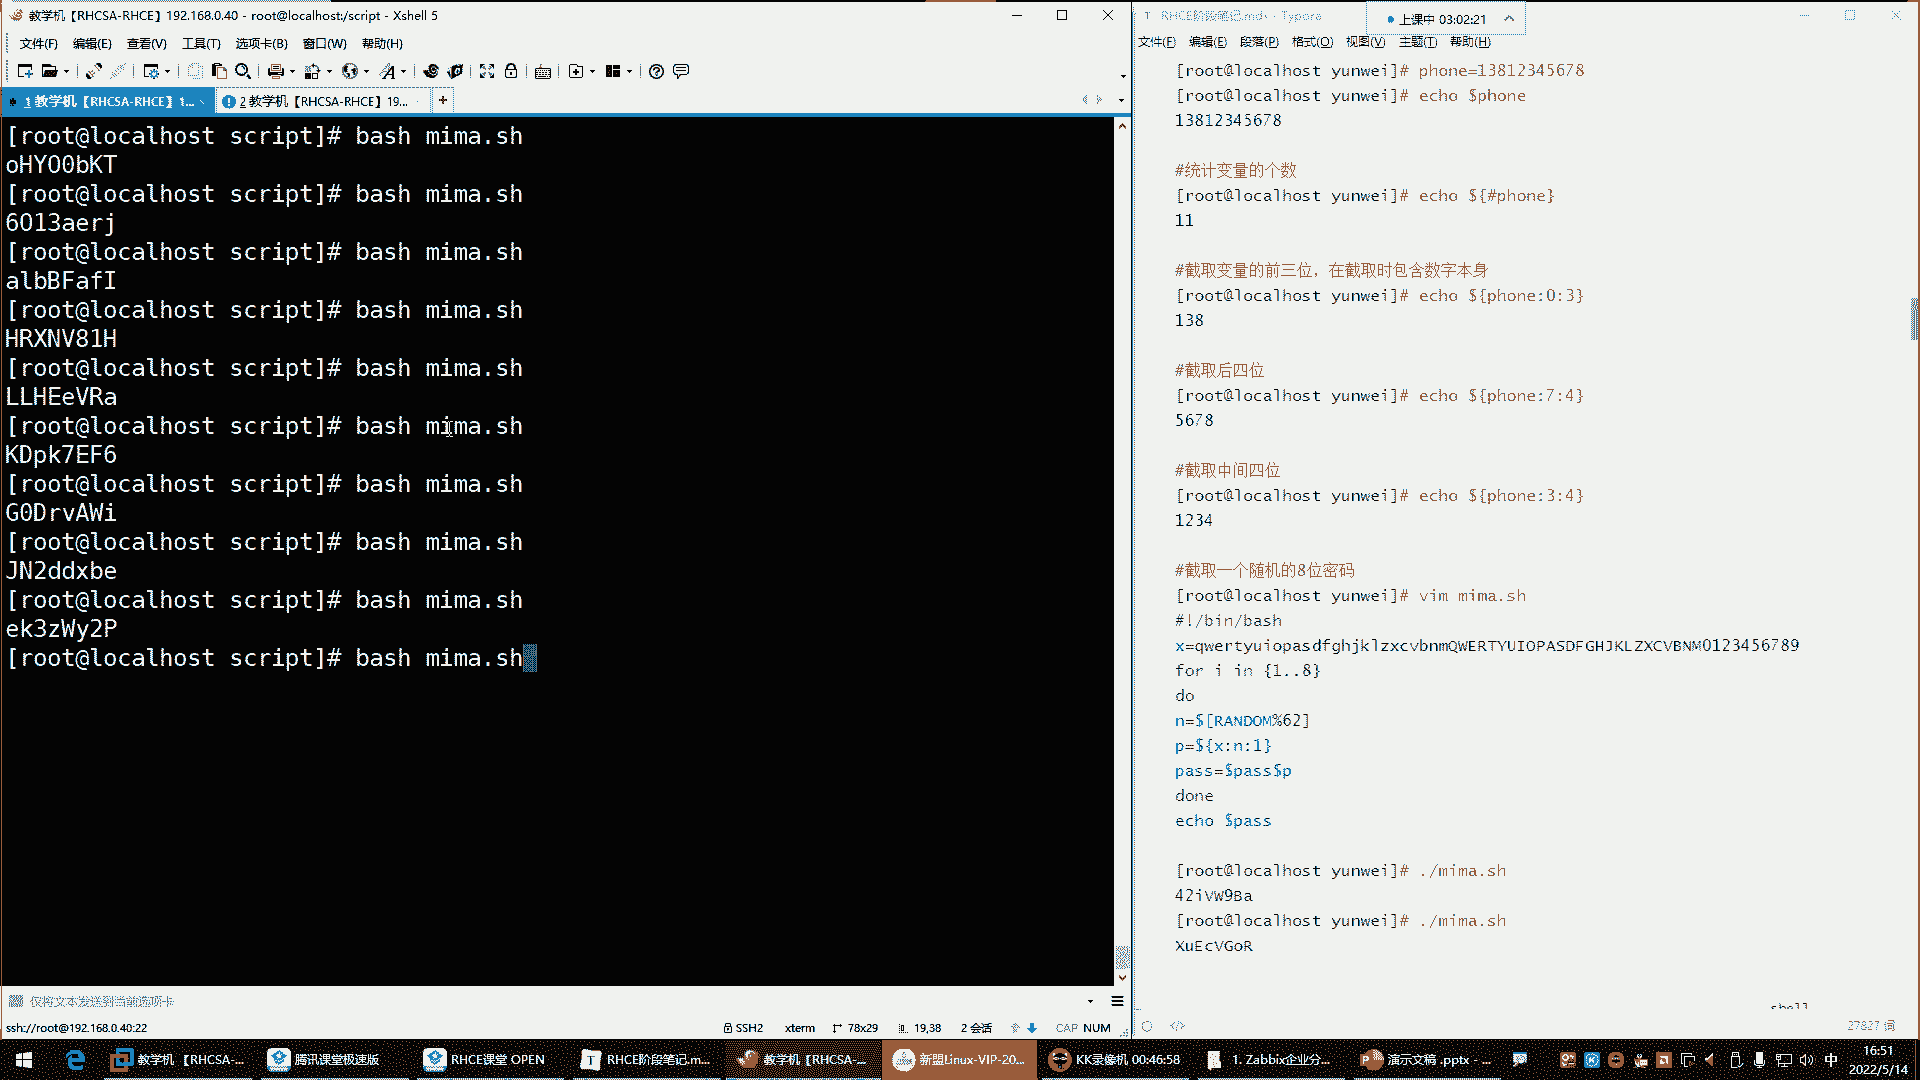 教学机【RHCSA-RHCE】192.168.0.40 - root@localhost:/script - Xshell 5
文件(F) 编辑(E) 查看(V) 工具(T) 选项卡(B) 窗口(W) 帮助(H)
1 教学机【RHCSA-RHCE】1...
2 教学机【RHCSA-RHCE】19...
[root@localhost script]# bash mima.sh
oHYO0bKT
[root@localhost script]# bash mima.sh
6O13aerj
[root@localhost script]# bash mima.sh
albBFafI
[root@localhost script]# bash mima.sh
HRXNV81H
[root@localhost script]# bash mima.sh
LLHEeVRa
[root@localhost script]# bash mima.sh
KDpk7EF6
[root@localhost script]# bash mima.sh
G0DrvAWi
[root@localhost script]# bash mima.sh
JN2ddxbe
[root@localhost script]# bash mima.sh
ek3zWy2P
[root@localhost script]# bash mima.sh
仅将文本发送到当前选项卡
ssh://root@192.168.0.40:22
SSH2 xterm 78x29 19,38 2 会话 CAP NUM
RHCE阶段笔记.md - Typora
上课中 03:02:21
文件(F) 编辑(E) 段落(P) 格式(O) 视图(V) 主题(T) 帮助(H)
[root@localhost yunwei]# phone=13812345678
[root@localhost yunwei]# echo $phone
13812345678
#统计变量的个数
[root@localhost yunwei]# echo ${#phone}
11
#截取变量的前三位，在截取时包含数字本身
[root@localhost yunwei]# echo ${phone:0:3}
138
#截取后四位
[root@localhost yunwei]# echo ${phone:7:4}
5678
#截取中间四位
[root@localhost yunwei]# echo ${phone:3:4}
1234
#截取一个随机的8位密码
[root@localhost yunwei]# vim mima.sh
#!/bin/bash
x=qwertyuiopasdfghjklzxcvbnmQWERTYUIOPASDFGHJKLZXCVBNM0123456789
for i in {1..8}
do
n=$[RANDOM%62]
p=${x:n:1}
pass=$pass$p
done
echo $pass
[root@localhost yunwei]# ./mima.sh
42iVW9Ba
[root@localhost yunwei]# ./mima.sh
XuEcVGoR
shell
27827 词
教学机 【RHCSA-...
腾讯课堂极速版
RHCE课堂 OPEN
RHCE阶段笔记.m...
教学机【RHCSA-...
新盟Linux-VIP-20...
KK录像机 00:46:58
1. Zabbix企业分...
演示文稿 .pptx - ...
中
16:51
2022/5/14